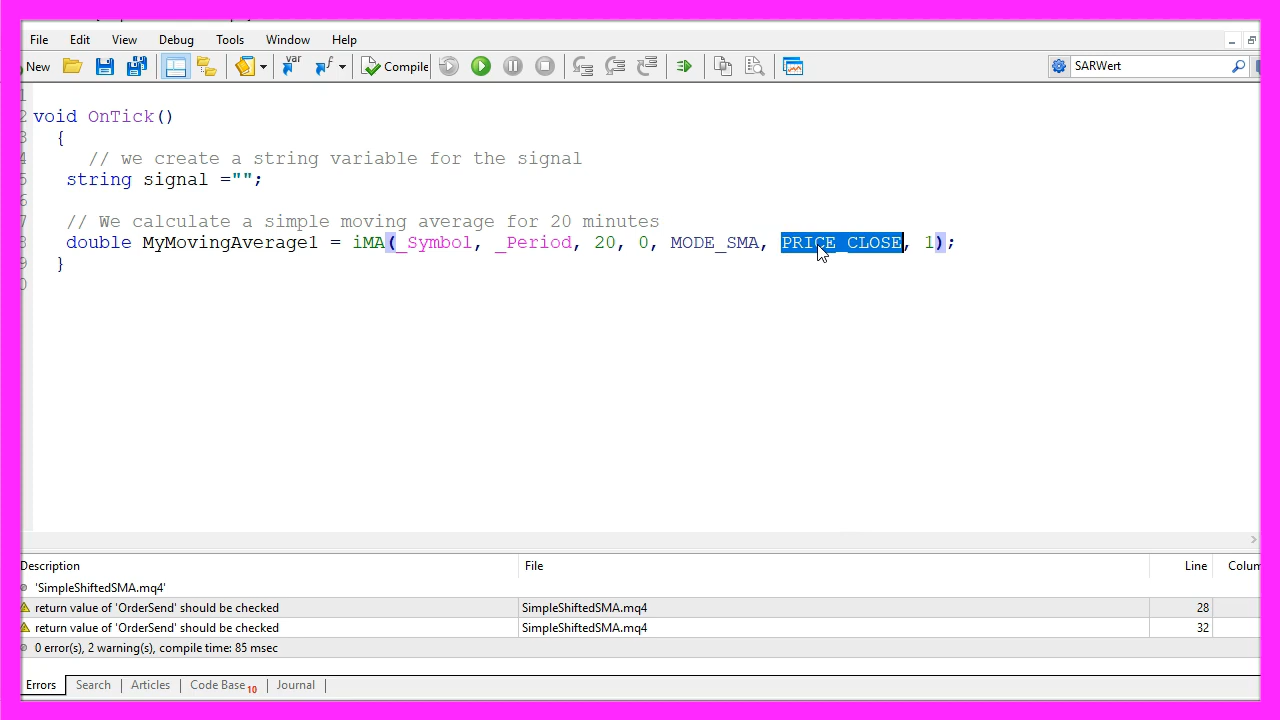 File Edit View Debug Tools Window Help
New var Compile SARWert
1
2 void OnTick()
3 {
4 // we create a string variable for the signal
5 string signal ="";
6
7 // We calculate a simple moving average for 20 minutes
8 double MyMovingAverage1 = iMA(_Symbol, _Period, 20, 0, MODE_SMA, PRICE_CLOSE, 1);
9 }
0
Description File Line Colum
'SimpleShiftedSMA.mq4'
return value of 'OrderSend' should be checked SimpleShiftedSMA.mq4 28
return value of 'OrderSend' should be checked SimpleShiftedSMA.mq4 32
0 error(s), 2 warning(s), compile time: 85 msec
Errors Search Articles Code Base 10 Journal